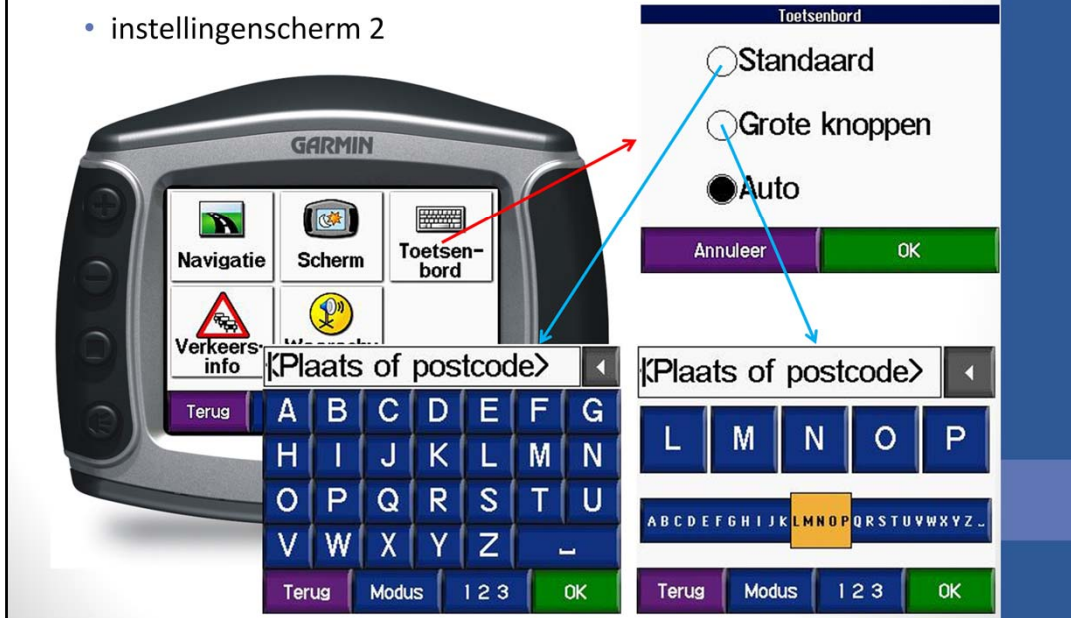 • instellingenscherm 2
GARMIN
Navigatie
Scherm
Toetsen-
bord
Verkeers-
info
Terug
Toetsenbord
Standaard
Grote knoppen
Auto
Annuleer
OK
<Plaats of postcode>
A B C D E F G
H I J K L M N
O P Q R S T U
V W X Y Z
Terug Modus 1 2 3 OK
<Plaats of postcode>
L M N O P
A B C D E F G H I J K L M N O P Q R S T U V W X Y Z
Terug Modus 1 2 3 OK